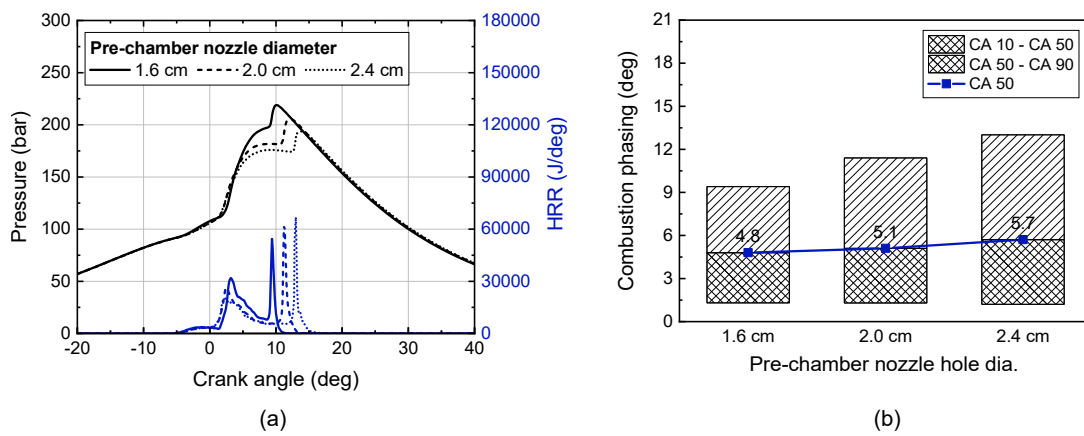 300
250
200
150
100
50
0
Pressure (bar)
Pre-chamber nozzle diameter
1.6 cm 2.0 cm 2.4 cm
180000
150000
120000
90000
60000
30000
0
HRR (J/deg)
-20 -10 0 10 20 30 40
Crank angle (deg)
(a)
21
18
15
12
9
6
3
0
Combustion phasing (deg)
CA 10 - CA 50
CA 50 - CA 90
CA 50
4.8 5.1 5.7
1.6 cm 2.0 cm 2.4 cm
Pre-chamber nozzle hole dia.
(b)